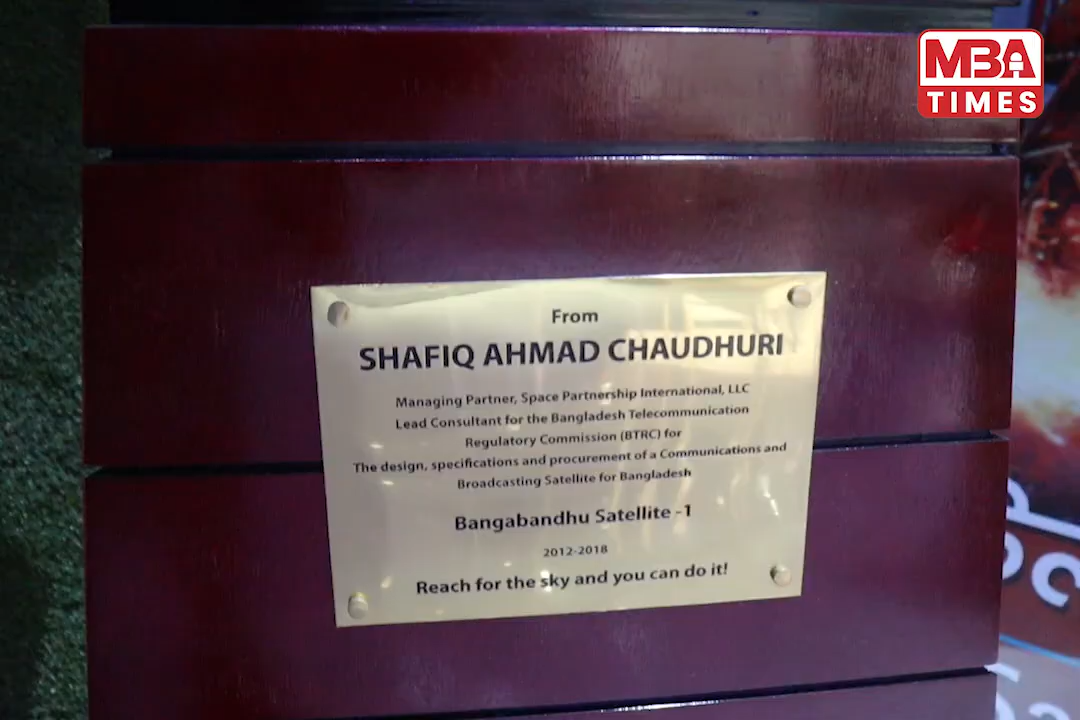 MBA
TIMES
From
SHAFIQ AHMAD CHAUDHURI
Managing Partner, Space Partnership International, LLC
Lead Consultant for the Bangladesh Telecommunication
Regulatory Commission (BTRC) for
The design, specifications and procurement of a Communications and
Broadcasting Satellite for Bangladesh
Bangabandhu Satellite -1
2012-2018
Reach for the sky and you can do it!